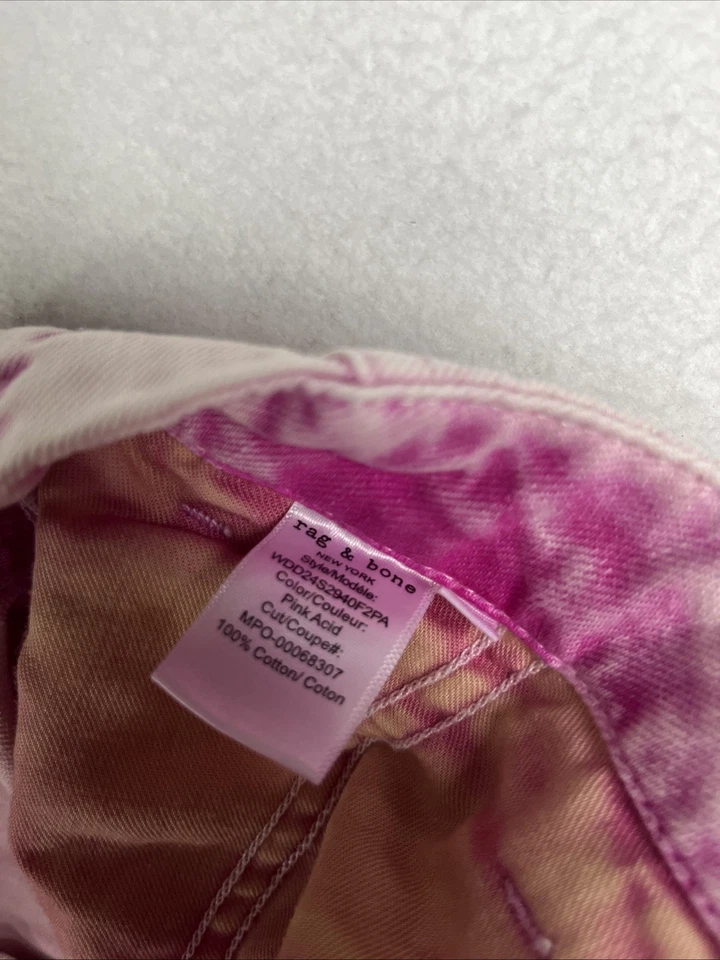 rag & bone
NEW YORK
Style/Modèle:
WDD24S2940F2PA
Color/Couleur:
Pink Acid
Cut/Coupe#:
MPO-00068307
100% Cotton/ Coton